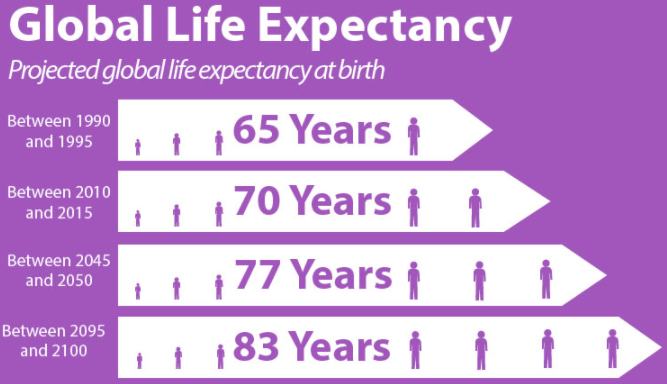 Global Life Expectancy
Projected global life expectancy at birth
Between 1990
and 1995
65 Years
Between 2010
and 2015
70 Years
Between 2045
and 2050
77 Years
Between 2095
and 2100
83 Years